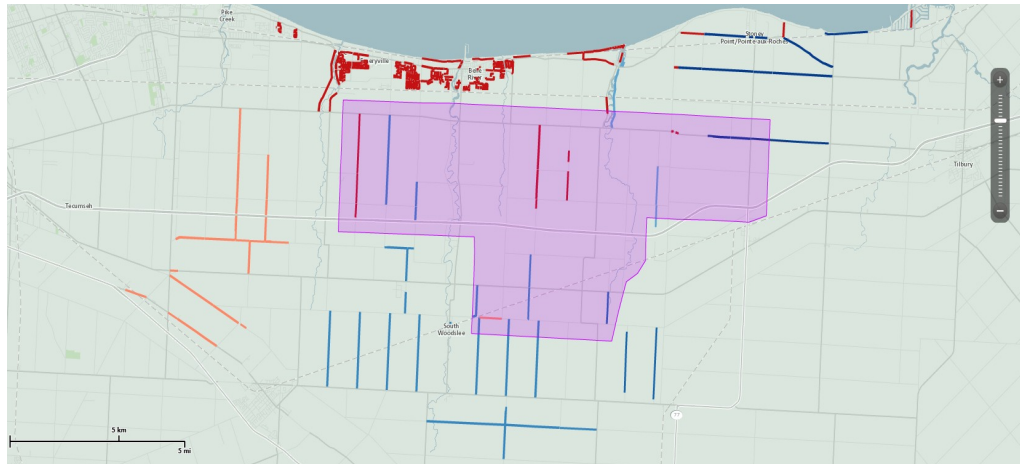 Pike
Creek
Stoney
Point/Pointe-aux-Roches
Emeryville
Belle
River
Tilbury
Tecumseh
South
Woodslee
77
5 km
5 mi
+
−